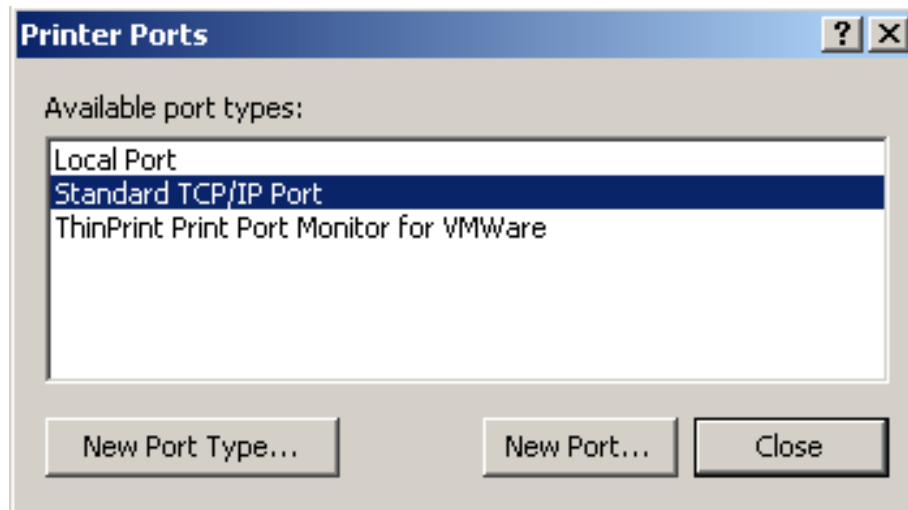 Printer Ports
Available port types:
Local Port
Standard TCP/IP Port
ThinPrint Print Port Monitor for VMWare
New Port Type... New Port... Close